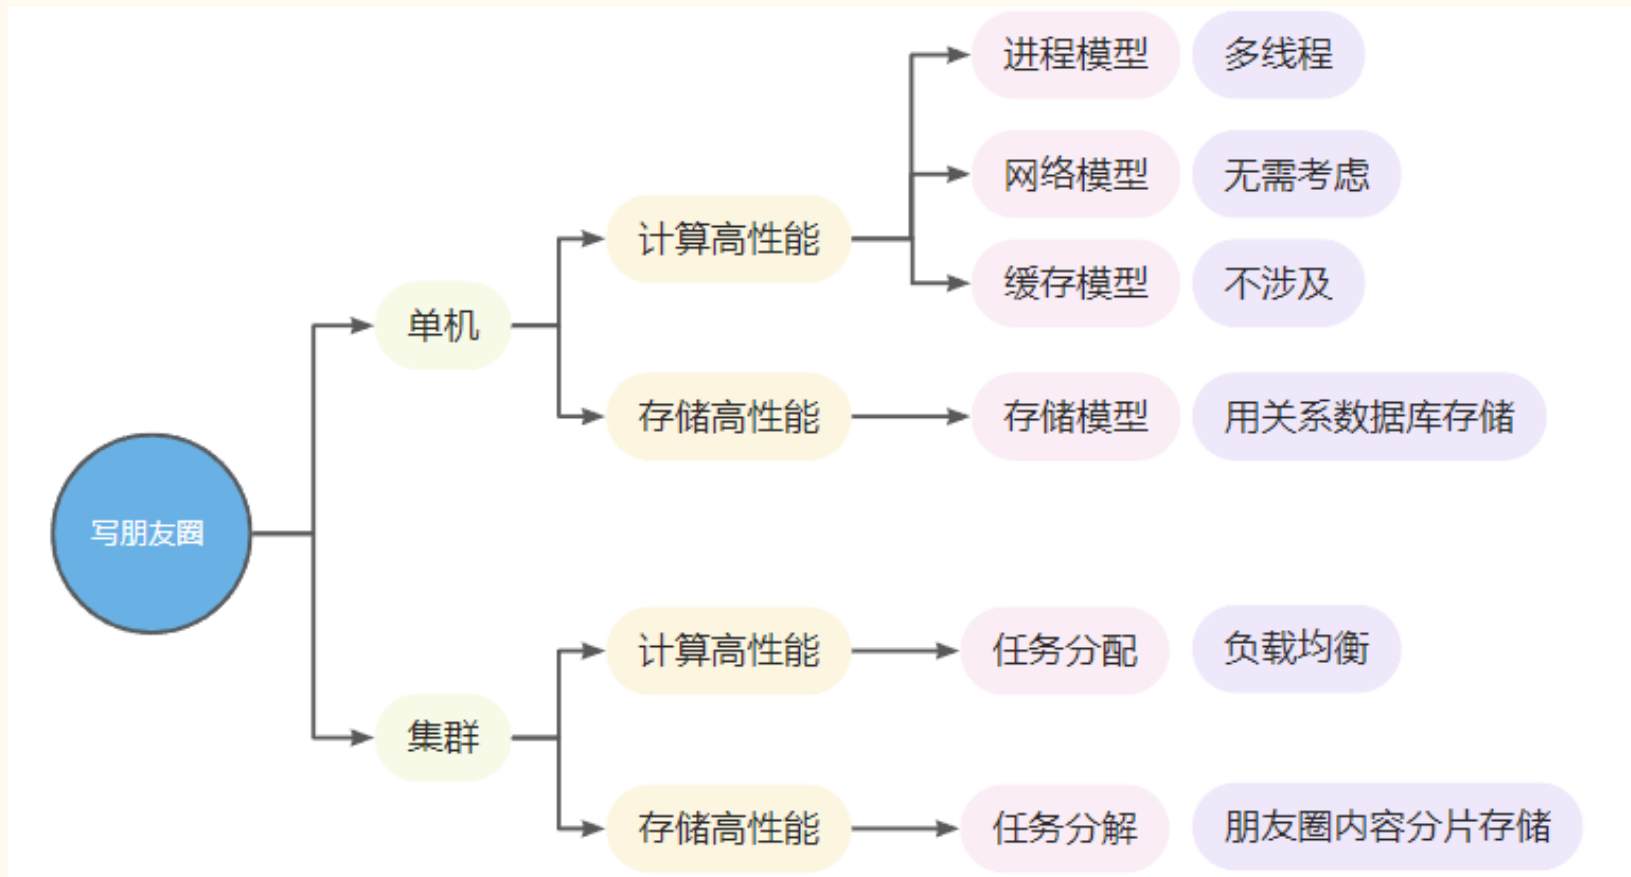 写朋友圈
单机
计算高性能
进程模型 多线程
网络模型 无需考虑
缓存模型 不涉及
存储高性能
存储模型 用关系数据库存储
集群
计算高性能
任务分配 负载均衡
存储高性能
任务分解 朋友圈内容分片存储